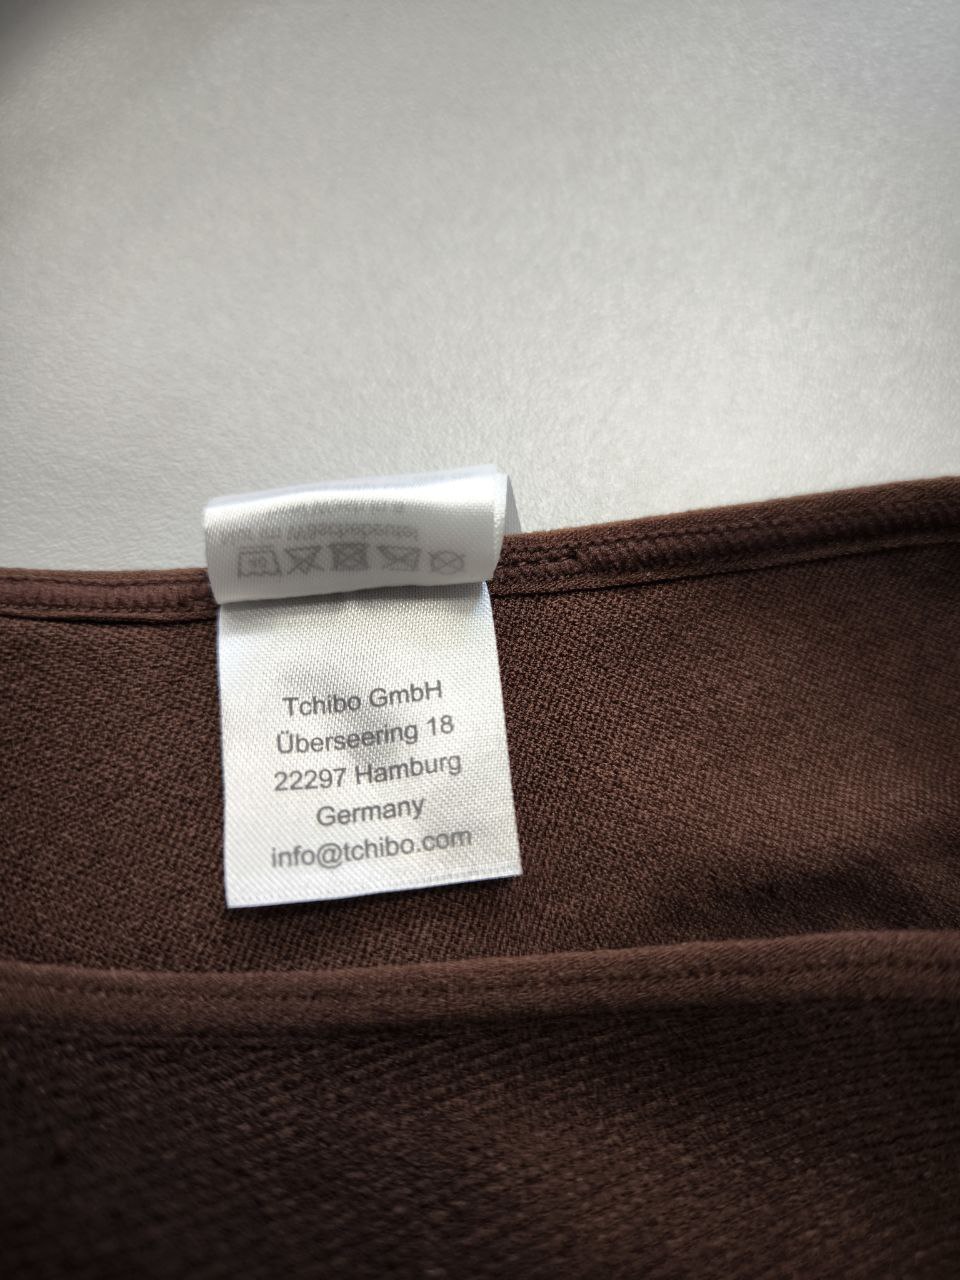 Tchibo GmbH
Überseering 18
22297 Hamburg
Germany
info@tchibo.com